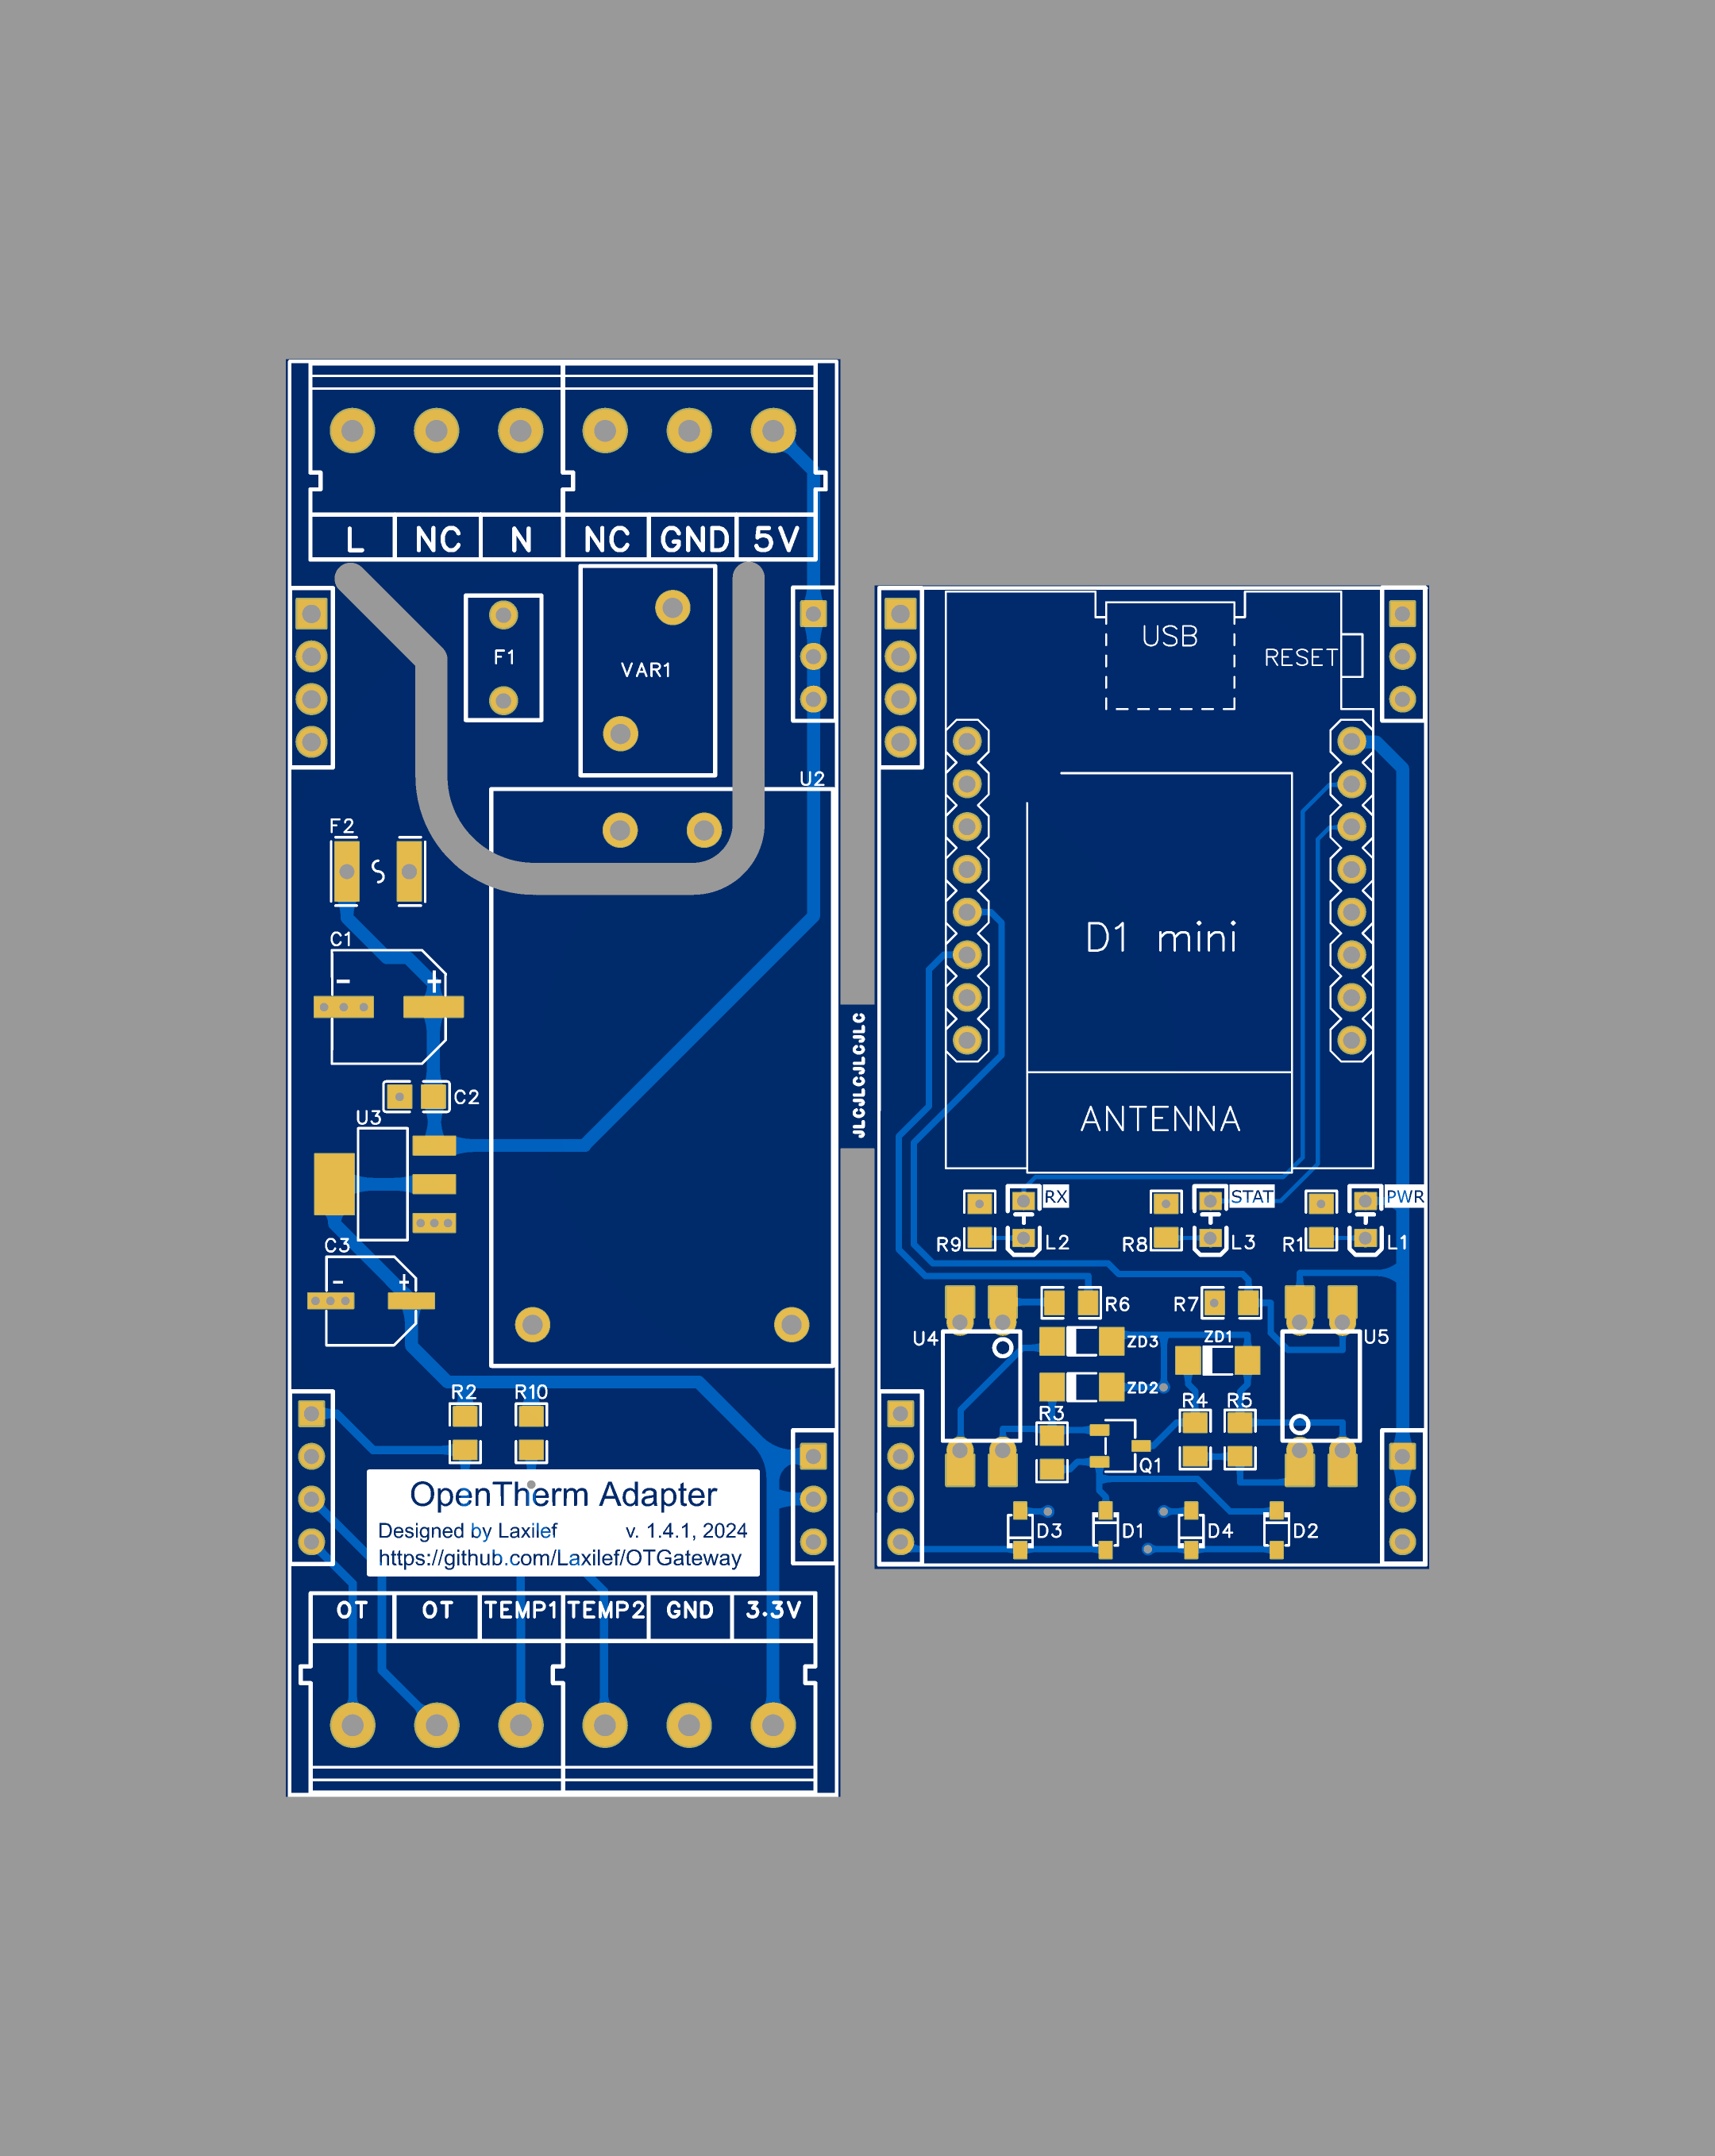 L NC N NC GND 5V
F1
VAR1
U2
F2
C1
- +
C2
U3
C3
- +
R2 R10
OpenTherm Adapter
Designed by Laxilef v. 1.4.1, 2024
https://github.com/Laxilef/OTGateway
OT OT TEMP1 TEMP2 GND 3.3V
JLCJLCJLCJLC
USB
RESET
D1 mini
ANTENNA
RX STAT PWR
R9 L2 R8 L3 R1 L1
R6 R7
U4 ZD3 ZD1 U5
ZD2
R3 R4 R5
Q1
D3 D1 D4 D2